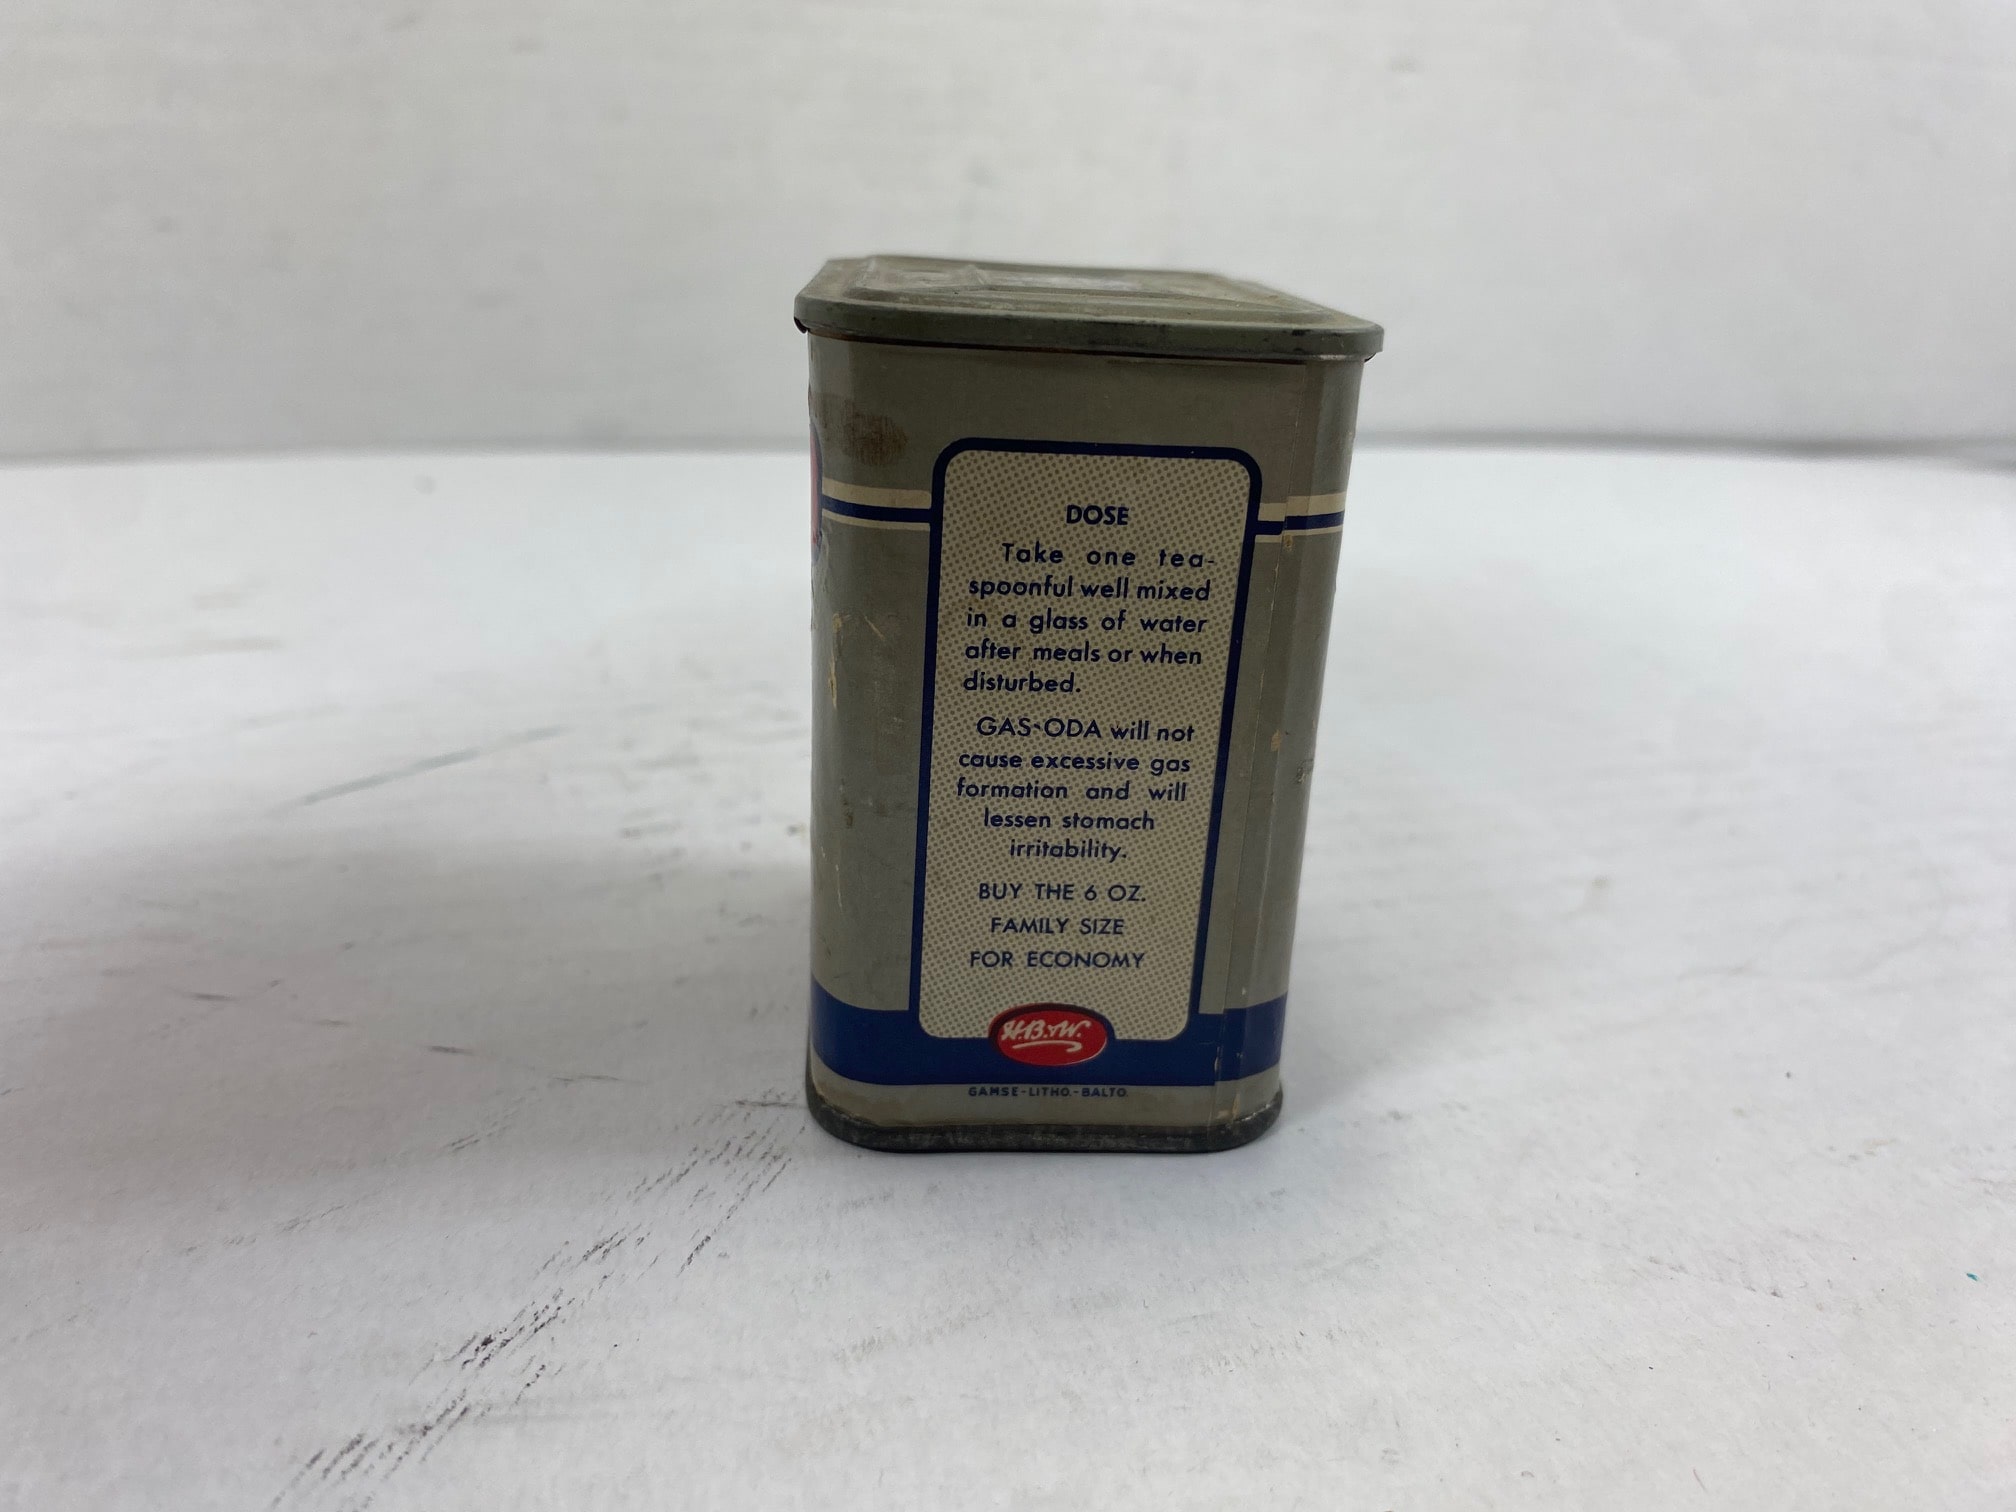 DOSE
Take one tea-
spoonful well mixed
in a glass of water
after meals or when
disturbed.
GAS-ODA will not
cause excessive gas
formation and will
lessen stomach
irritability.
BUY THE 6 OZ.
FAMILY SIZE
FOR ECONOMY
H.B.&W.
GAMSE-LITHO.-BALTO.